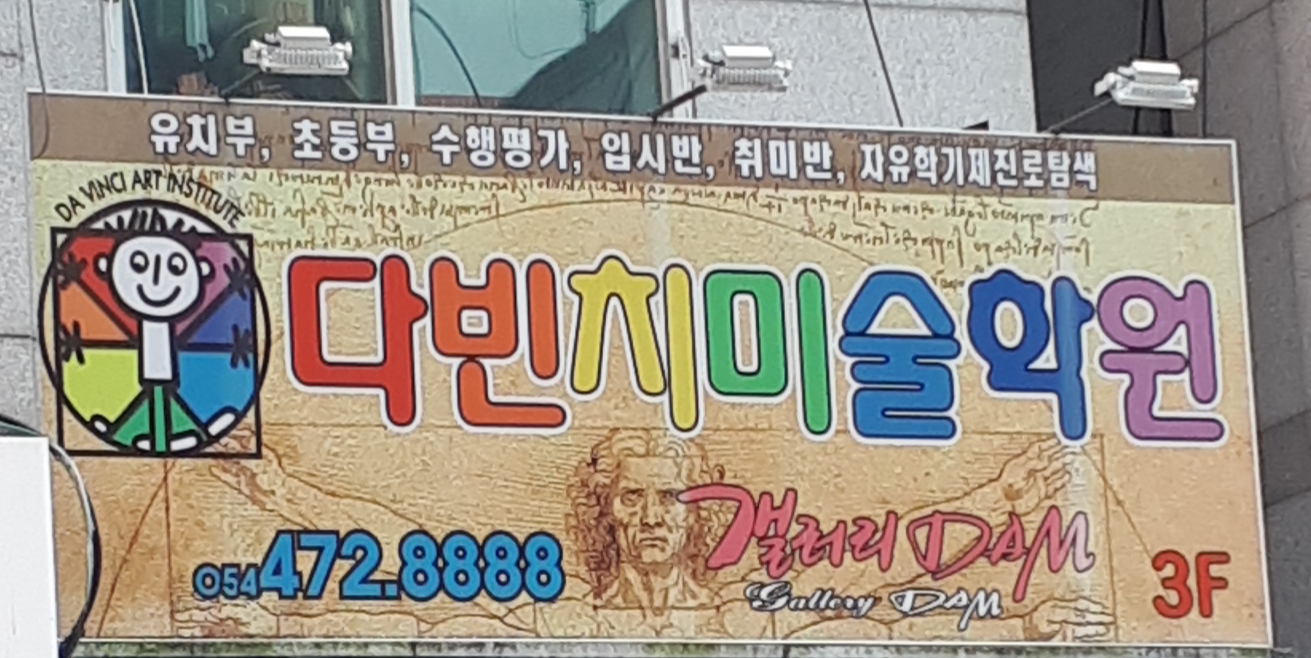 유치부, 초등부, 수행평가, 입시반, 취미반, 자유학기제진로탐색
DA VINCI ART INSTITUTE
다빈치미술학원
갤러리 DAM
Gallery DAM
054 472.8888
3F